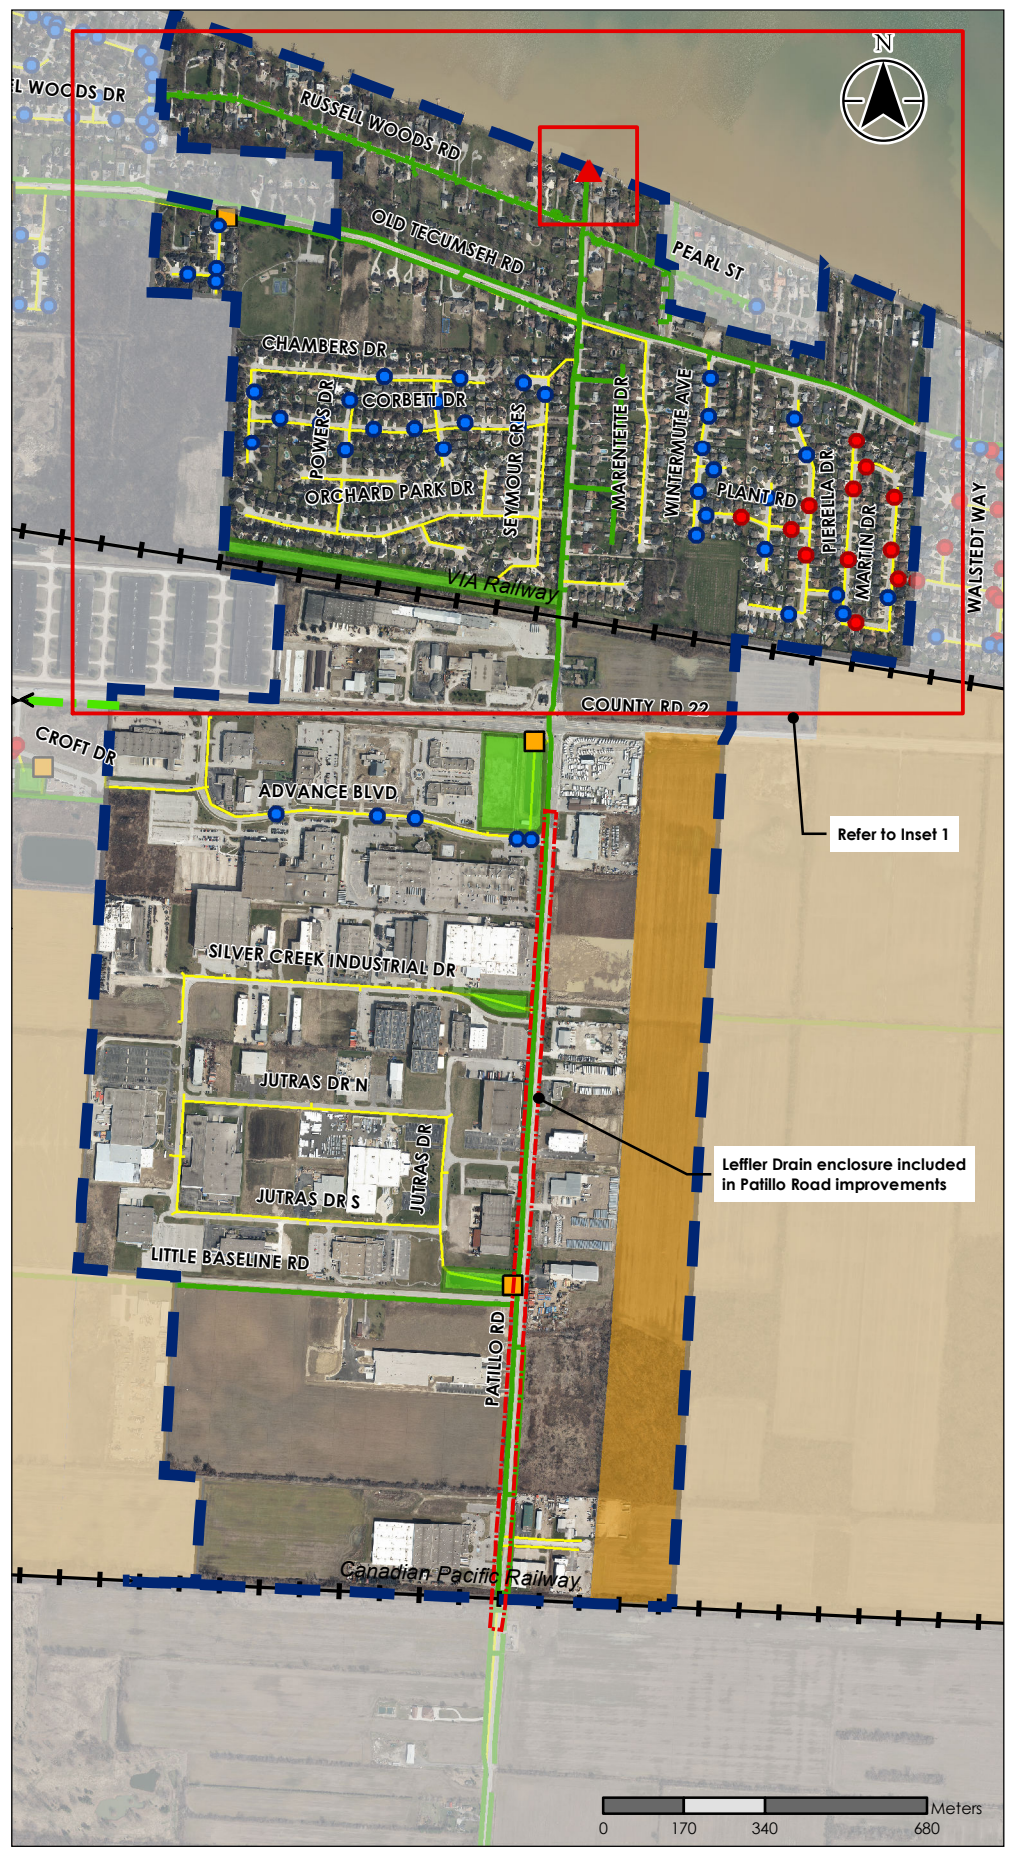 N
EL WOODS DR
RUSSELL WOODS RD
OLD TECUMSEH RD
PEARL ST
CHAMBERS DR
POWERS DR
CORBETT DR
SEYMOUR CRES
MARENTETTE DR
WINTERMUTE AVE
ORCHARD PARK DR
PLANT RD
PIERELLA DR
MARTIN DR
WALSTEDT WAY
VIA Railway
COUNTY RD 22
CROFT DR
ADVANCE BLVD
Refer to Inset 1
SILVER CREEK INDUSTRIAL DR
JUTRAS DR N
JUTRAS DR
Leffler Drain enclosure included
in Patillo Road improvements
JUTRAS DR S
LITTLE BASELINE RD
PATILLO RD
Canadian Pacific Railway
Meters
0 170 340 680